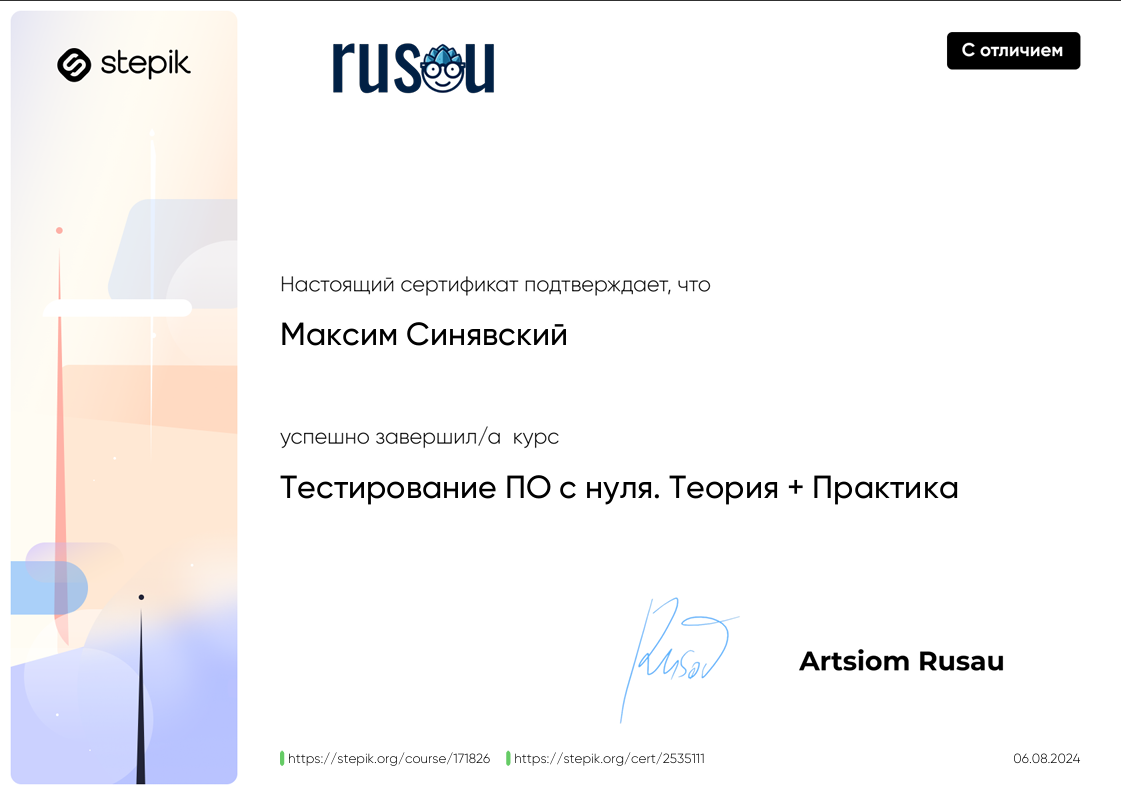 stepik
rusau
С отличием
Настоящий сертификат подтверждает, что
Максим Синявский
успешно завершил/а курс
Тестирование ПО с нуля. Теория + Практика
Rusau
Artsiom Rusau
https://stepik.org/course/171826
https://stepik.org/cert/2535111
06.08.2024